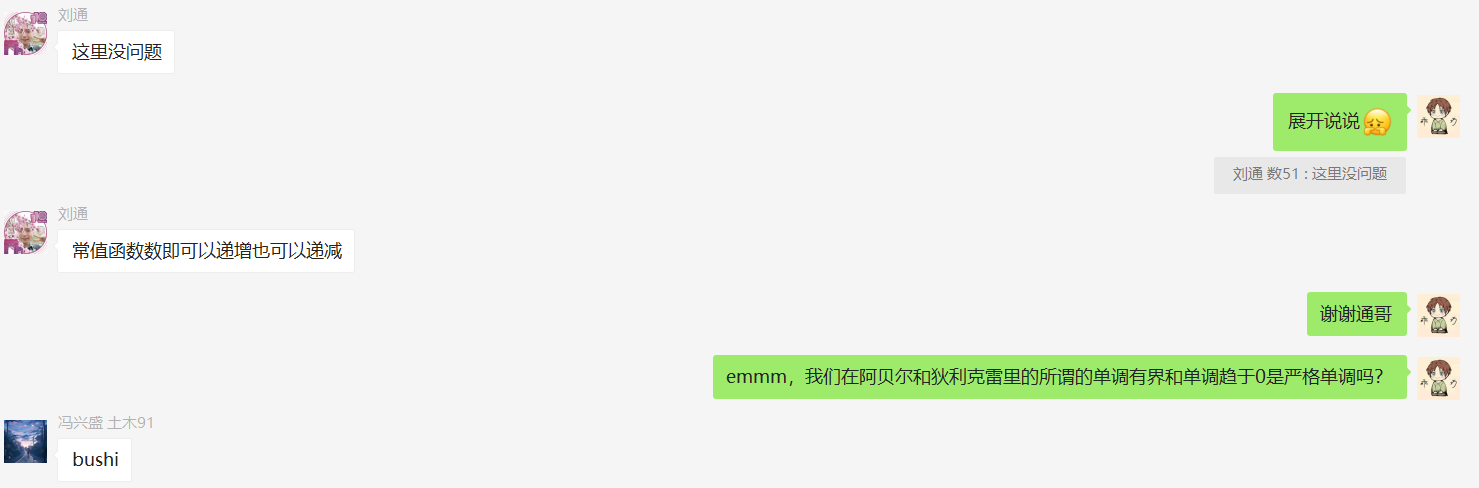 刘通
这里没问题
展开说说
刘通 数51 : 这里没问题
刘通
常值函数数即可以递增也可以递减
谢谢通哥
emmm，我们在阿贝尔和狄利克雷里的所谓的单调有界和单调趋于0是严格单调吗？
冯兴盛 土木91
bushi